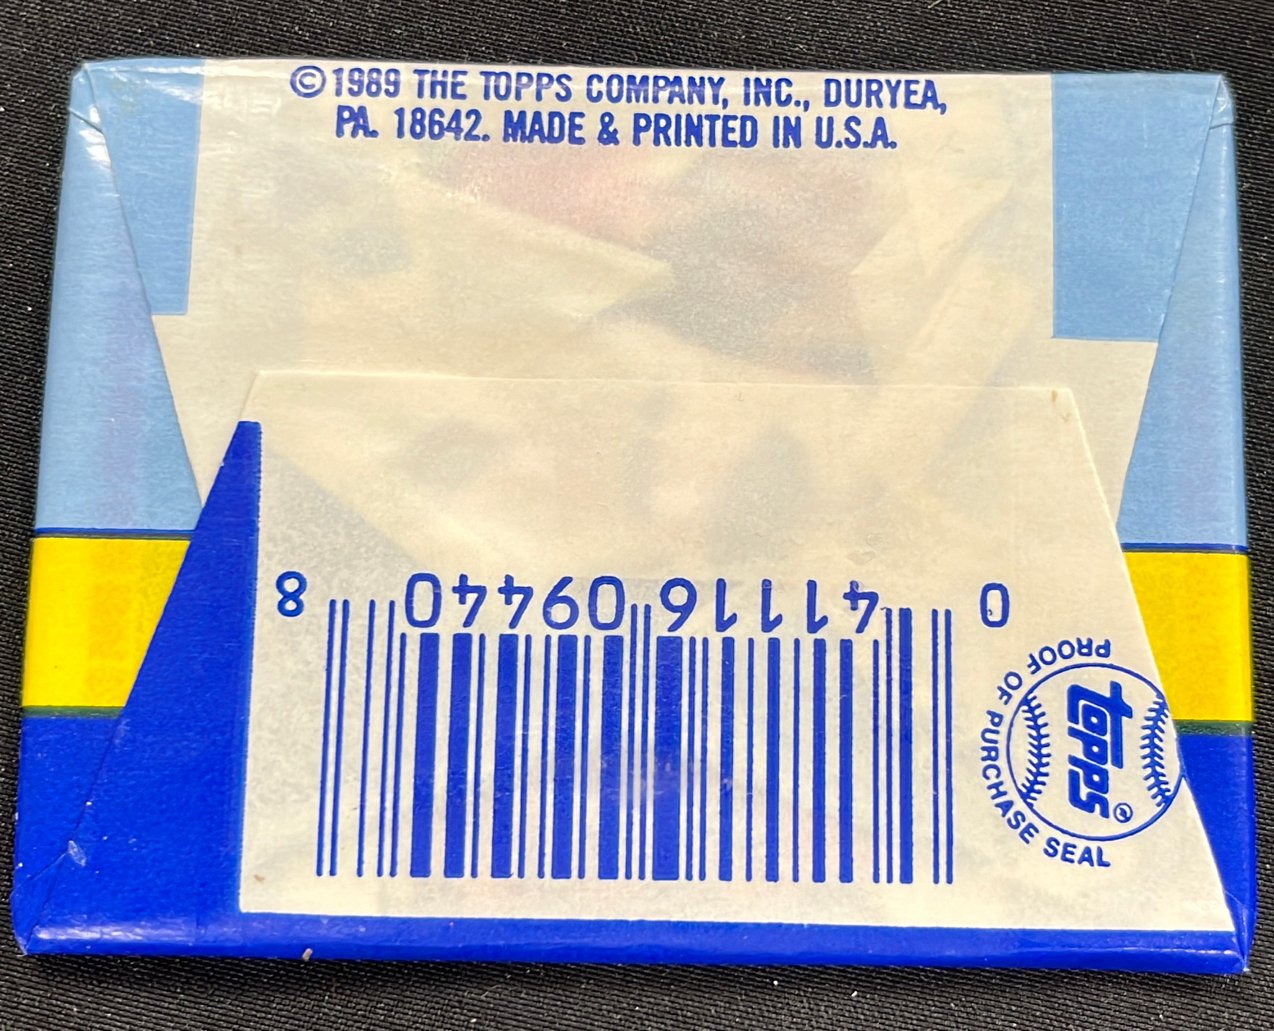 ©1989 THE TOPPS COMPANY, INC., DURYEA,
PA. 18642. MADE & PRINTED IN U.S.A.
0 41116 09440 8
PROOF OF PURCHASE SEAL
topps®